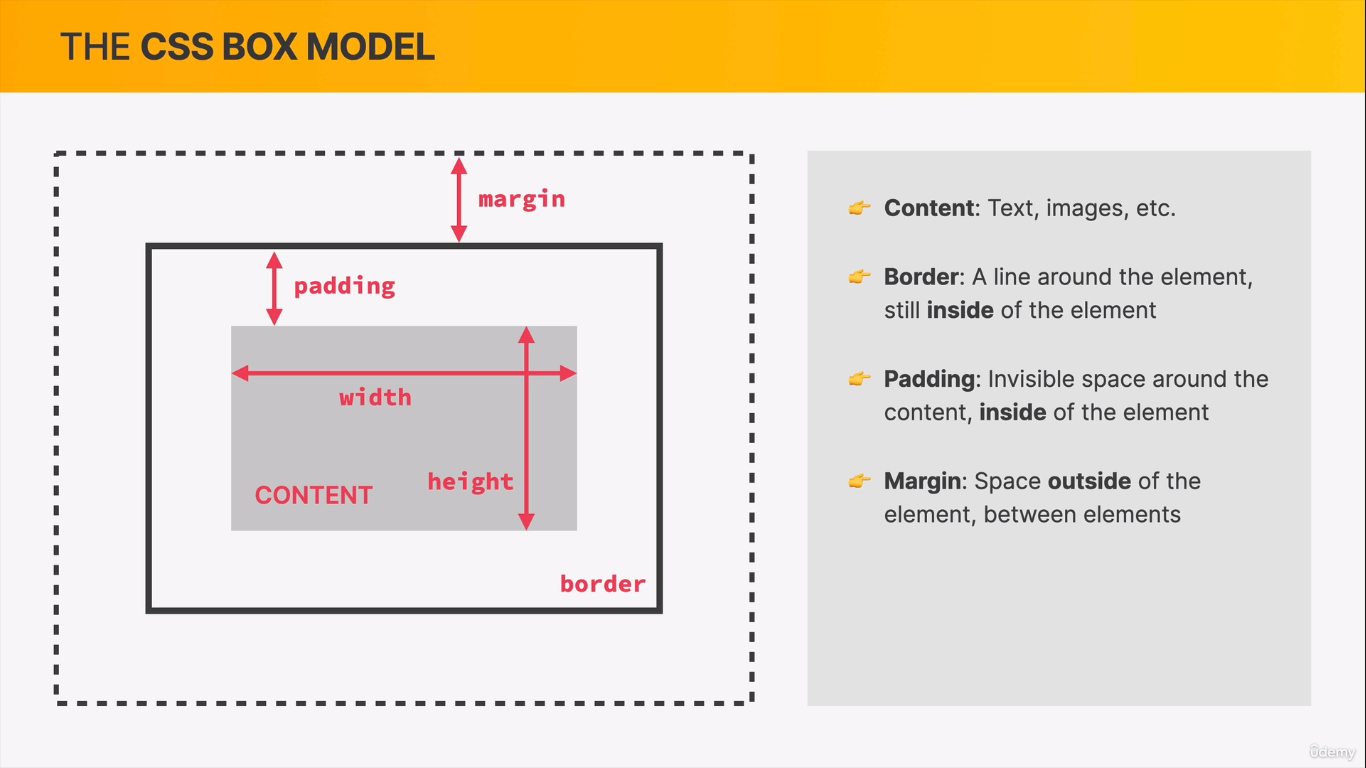 THE CSS BOX MODEL
margin
padding
width
height
CONTENT
border
👉 Content: Text, images, etc.
👉 Border: A line around the element,
still inside of the element
👉 Padding: Invisible space around the
content, inside of the element
👉 Margin: Space outside of the
element, between elements
ûdemy